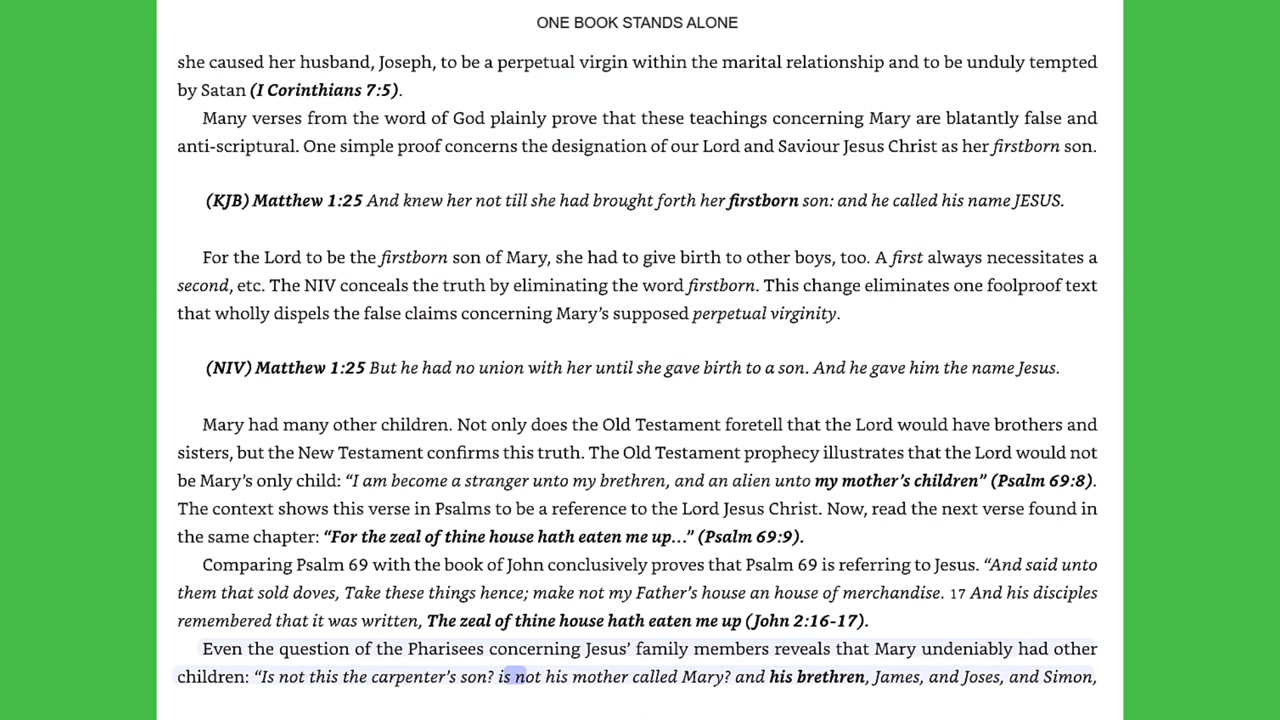 ONE BOOK STANDS ALONE
she caused her husband, Joseph, to be a perpetual virgin within the marital relationship and to be unduly tempted
by Satan (I Corinthians 7:5).
Many verses from the word of God plainly prove that these teachings concerning Mary are blatantly false and
anti-scriptural. One simple proof concerns the designation of our Lord and Saviour Jesus Christ as her firstborn son.
(KJB) Matthew 1:25 And knew her not till she had brought forth her firstborn son: and he called his name JESUS.
For the Lord to be the firstborn son of Mary, she had to give birth to other boys, too. A first always necessitates a
second, etc. The NIV conceals the truth by eliminating the word firstborn. This change eliminates one foolproof text
that wholly dispels the false claims concerning Mary’s supposed perpetual virginity.
(NIV) Matthew 1:25 But he had no union with her until she gave birth to a son. And he gave him the name Jesus.
Mary had many other children. Not only does the Old Testament foretell that the Lord would have brothers and
sisters, but the New Testament confirms this truth. The Old Testament prophecy illustrates that the Lord would not
be Mary’s only child: “I am become a stranger unto my brethren, and an alien unto my mother’s children” (Psalm 69:8).
The context shows this verse in Psalms to be a reference to the Lord Jesus Christ. Now, read the next verse found in
the same chapter: “For the zeal of thine house hath eaten me up...” (Psalm 69:9).
Comparing Psalm 69 with the book of John conclusively proves that Psalm 69 is referring to Jesus. “And said unto
them that sold doves, Take these things hence; make not my Father’s house an house of merchandise. 17 And his disciples
remembered that it was written, The zeal of thine house hath eaten me up (John 2:16-17).
Even the question of the Pharisees concerning Jesus’ family members reveals that Mary undeniably had other
children: “Is not this the carpenter’s son? is not his mother called Mary? and his brethren, James, and Joses, and Simon,